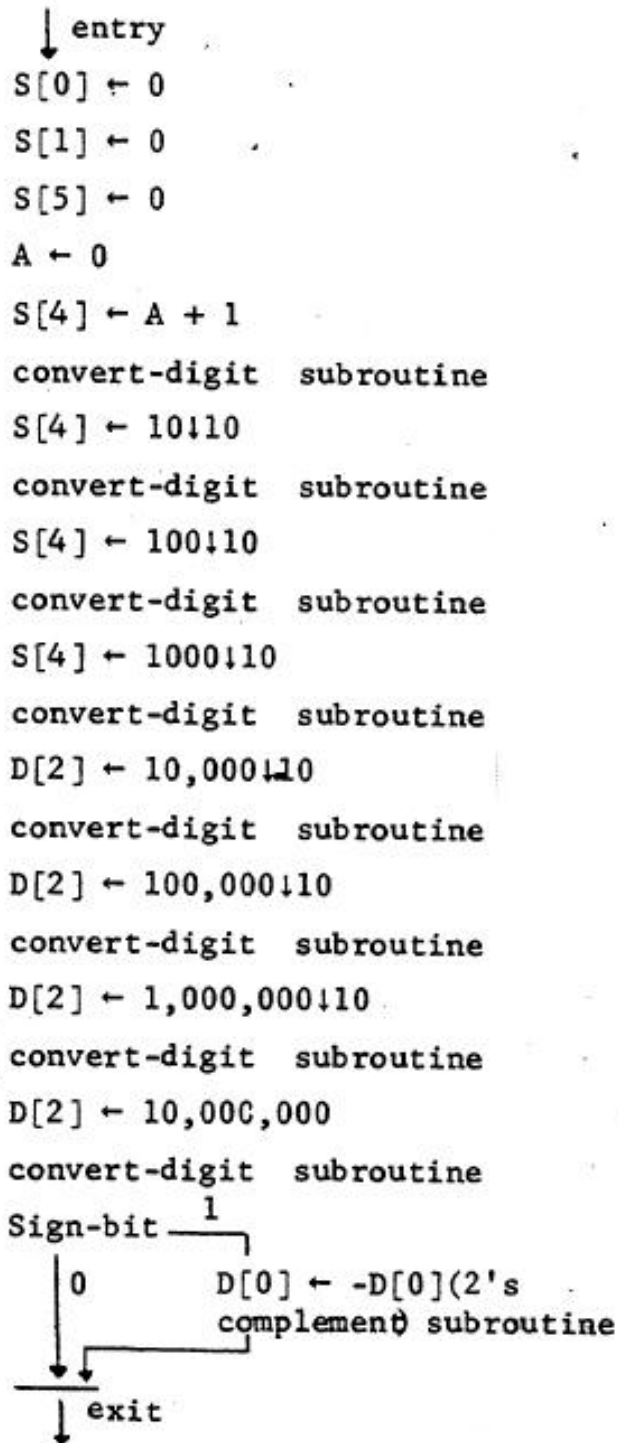 entry
S[0] ← 0
S[1] ← 0
S[5] ← 0
A ← 0
S[4] ← A + 1
convert-digit subroutine
S[4] ← 10↓10
convert-digit subroutine
S[4] ← 100↓10
convert-digit subroutine
S[4] ← 1000↓10
convert-digit subroutine
D[2] ← 10,000↓10
convert-digit subroutine
D[2] ← 100,000↓10
convert-digit subroutine
D[2] ← 1,000,000↓10
convert-digit subroutine
D[2] ← 10,000,000
convert-digit subroutine
Sign-bit 1
0 D[0] ← -D[0](2's
complement) subroutine
exit